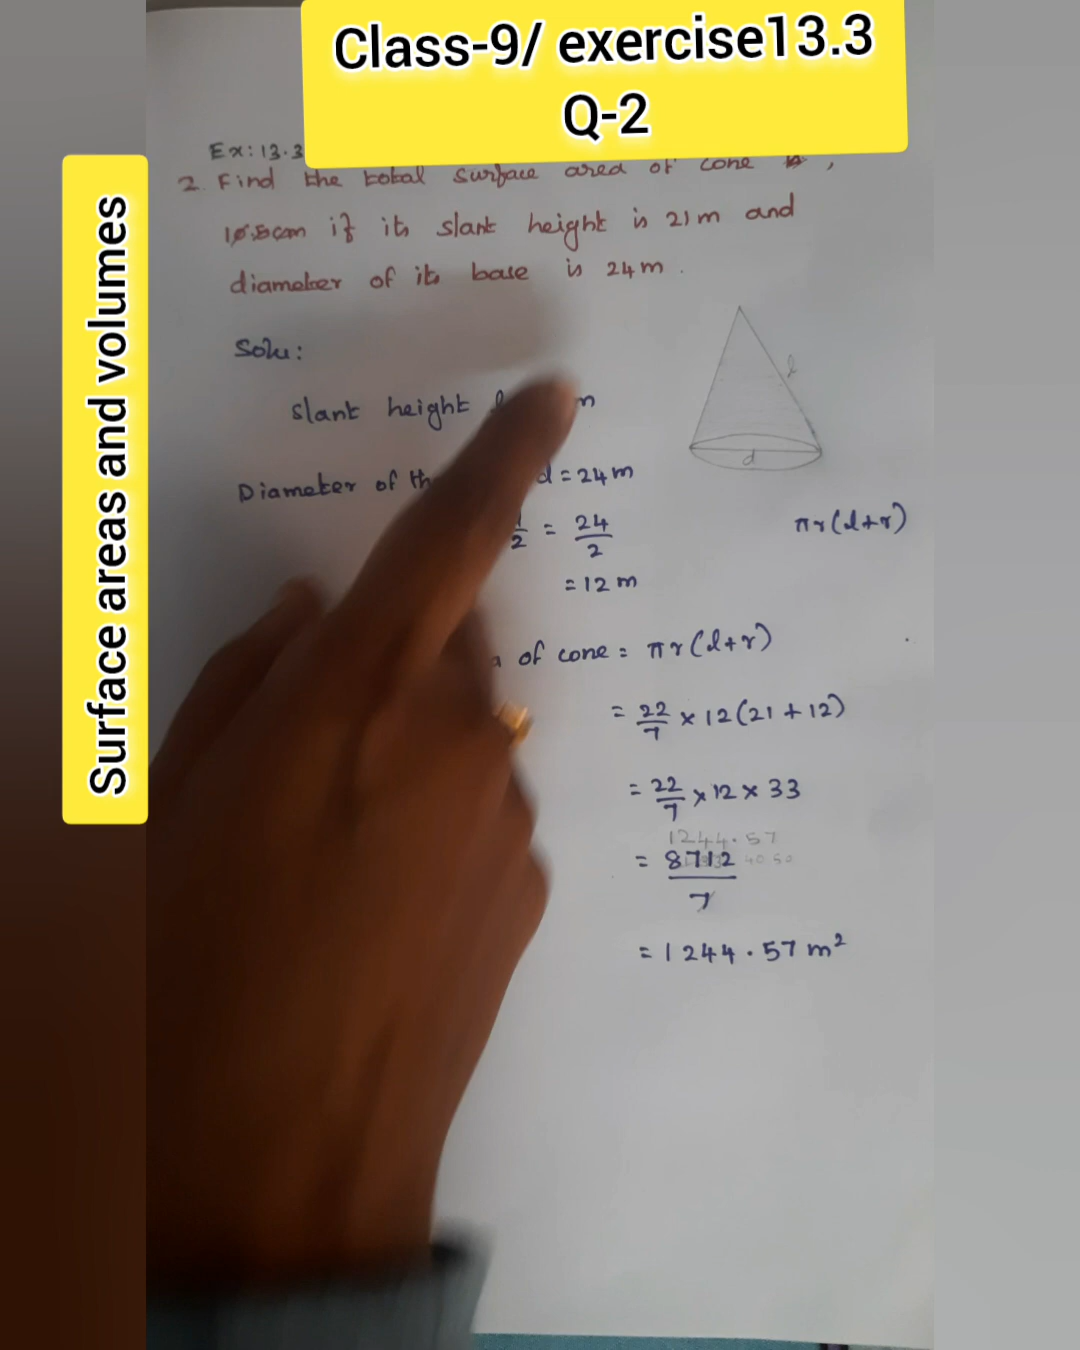 Class-9/ exercise13.3
Q-2
Surface areas and volumes
Ex: 13.3
2. Find the total surface area of cone ,
if its slant height is 21m and
diameter of its base is 24m .
Solu:
slant height
l
Diameter of th d = 24m
d
2 = 24/2
πr(l+r)
= 12 m
of cone = πr(l+r)
= 22/7 × 12(21 + 12)
= 22/7 × 12 × 33
1244.57
= 8712/7
= 1244.57 m²